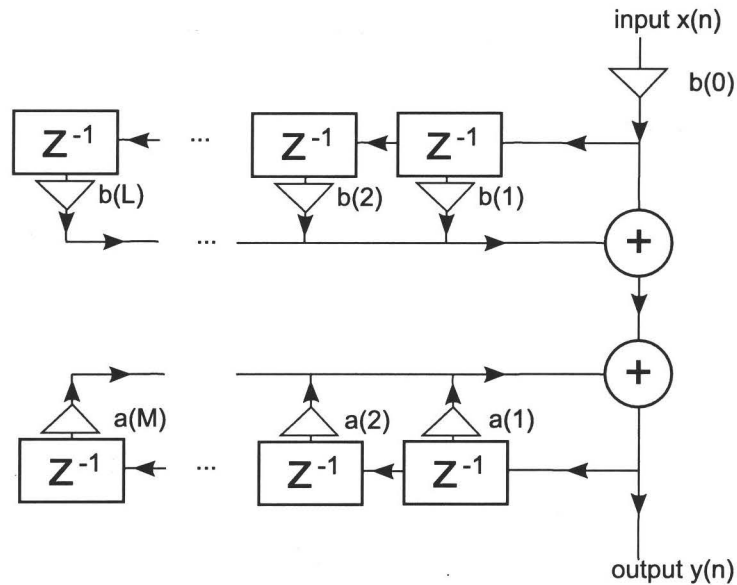 input x(n)
b(0)
Z⁻¹ ... Z⁻¹ Z⁻¹
b(L) b(2) b(1)
... +
... +
a(M) a(2) a(1)
Z⁻¹ ... Z⁻¹ Z⁻¹
output y(n)